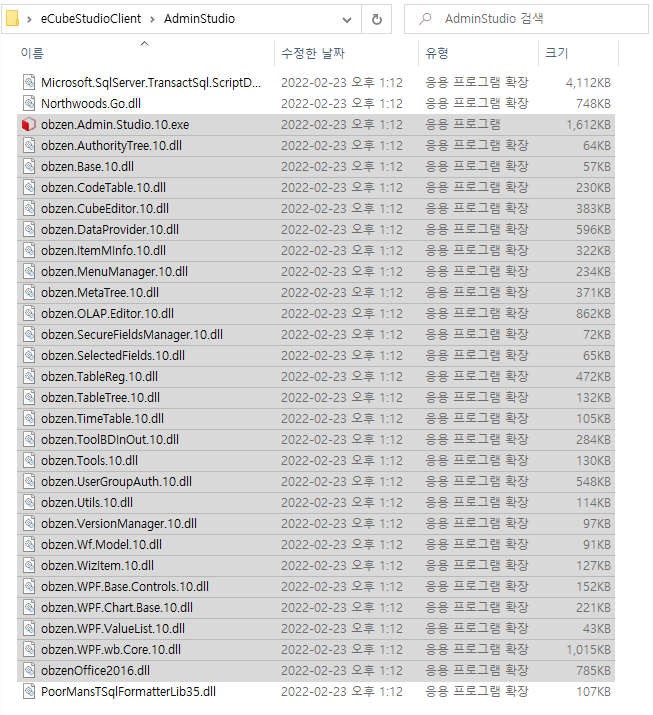 eCubeStudioClient › AdminStudio
AdminStudio 검색
이름 수정한 날짜 유형 크기
Microsoft.SqlServer.TransactSql.ScriptD... 2022-02-23 오후 1:12 응용 프로그램 확장 4,112KB
Northwoods.Go.dll 2022-02-23 오후 1:12 응용 프로그램 확장 748KB
obzen.Admin.Studio.10.exe 2022-02-23 오후 1:12 응용 프로그램 1,612KB
obzen.AuthorityTree.10.dll 2022-02-23 오후 1:12 응용 프로그램 확장 64KB
obzen.Base.10.dll 2022-02-23 오후 1:12 응용 프로그램 확장 57KB
obzen.CodeTable.10.dll 2022-02-23 오후 1:12 응용 프로그램 확장 230KB
obzen.CubeEditor.10.dll 2022-02-23 오후 1:12 응용 프로그램 확장 383KB
obzen.DataProvider.10.dll 2022-02-23 오후 1:12 응용 프로그램 확장 596KB
obzen.ItemMInfo.10.dll 2022-02-23 오후 1:12 응용 프로그램 확장 322KB
obzen.MenuManager.10.dll 2022-02-23 오후 1:12 응용 프로그램 확장 234KB
obzen.MetaTree.10.dll 2022-02-23 오후 1:12 응용 프로그램 확장 371KB
obzen.OLAP.Editor.10.dll 2022-02-23 오후 1:12 응용 프로그램 확장 862KB
obzen.SecureFieldsManager.10.dll 2022-02-23 오후 1:12 응용 프로그램 확장 72KB
obzen.SelectedFields.10.dll 2022-02-23 오후 1:12 응용 프로그램 확장 65KB
obzen.TableReg.10.dll 2022-02-23 오후 1:12 응용 프로그램 확장 472KB
obzen.TableTree.10.dll 2022-02-23 오후 1:12 응용 프로그램 확장 132KB
obzen.TimeTable.10.dll 2022-02-23 오후 1:12 응용 프로그램 확장 105KB
obzen.ToolBDInOut.10.dll 2022-02-23 오후 1:12 응용 프로그램 확장 284KB
obzen.Tools.10.dll 2022-02-23 오후 1:12 응용 프로그램 확장 130KB
obzen.UserGroupAuth.10.dll 2022-02-23 오후 1:12 응용 프로그램 확장 548KB
obzen.Utils.10.dll 2022-02-23 오후 1:12 응용 프로그램 확장 114KB
obzen.VersionManager.10.dll 2022-02-23 오후 1:12 응용 프로그램 확장 97KB
obzen.Wf.Model.10.dll 2022-02-23 오후 1:12 응용 프로그램 확장 91KB
obzen.WizItem.10.dll 2022-02-23 오후 1:12 응용 프로그램 확장 127KB
obzen.WPF.Base.Controls.10.dll 2022-02-23 오후 1:12 응용 프로그램 확장 152KB
obzen.WPF.Chart.Base.10.dll 2022-02-23 오후 1:12 응용 프로그램 확장 221KB
obzen.WPF.ValueList.10.dll 2022-02-23 오후 1:12 응용 프로그램 확장 43KB
obzen.WPF.wb.Core.10.dll 2022-02-23 오후 1:12 응용 프로그램 확장 1,015KB
obzenOffice2016.dll 2022-02-23 오후 1:12 응용 프로그램 확장 785KB
PoorMansTSqlFormatterLib35.dll 2022-02-23 오후 1:12 응용 프로그램 확장 107KB